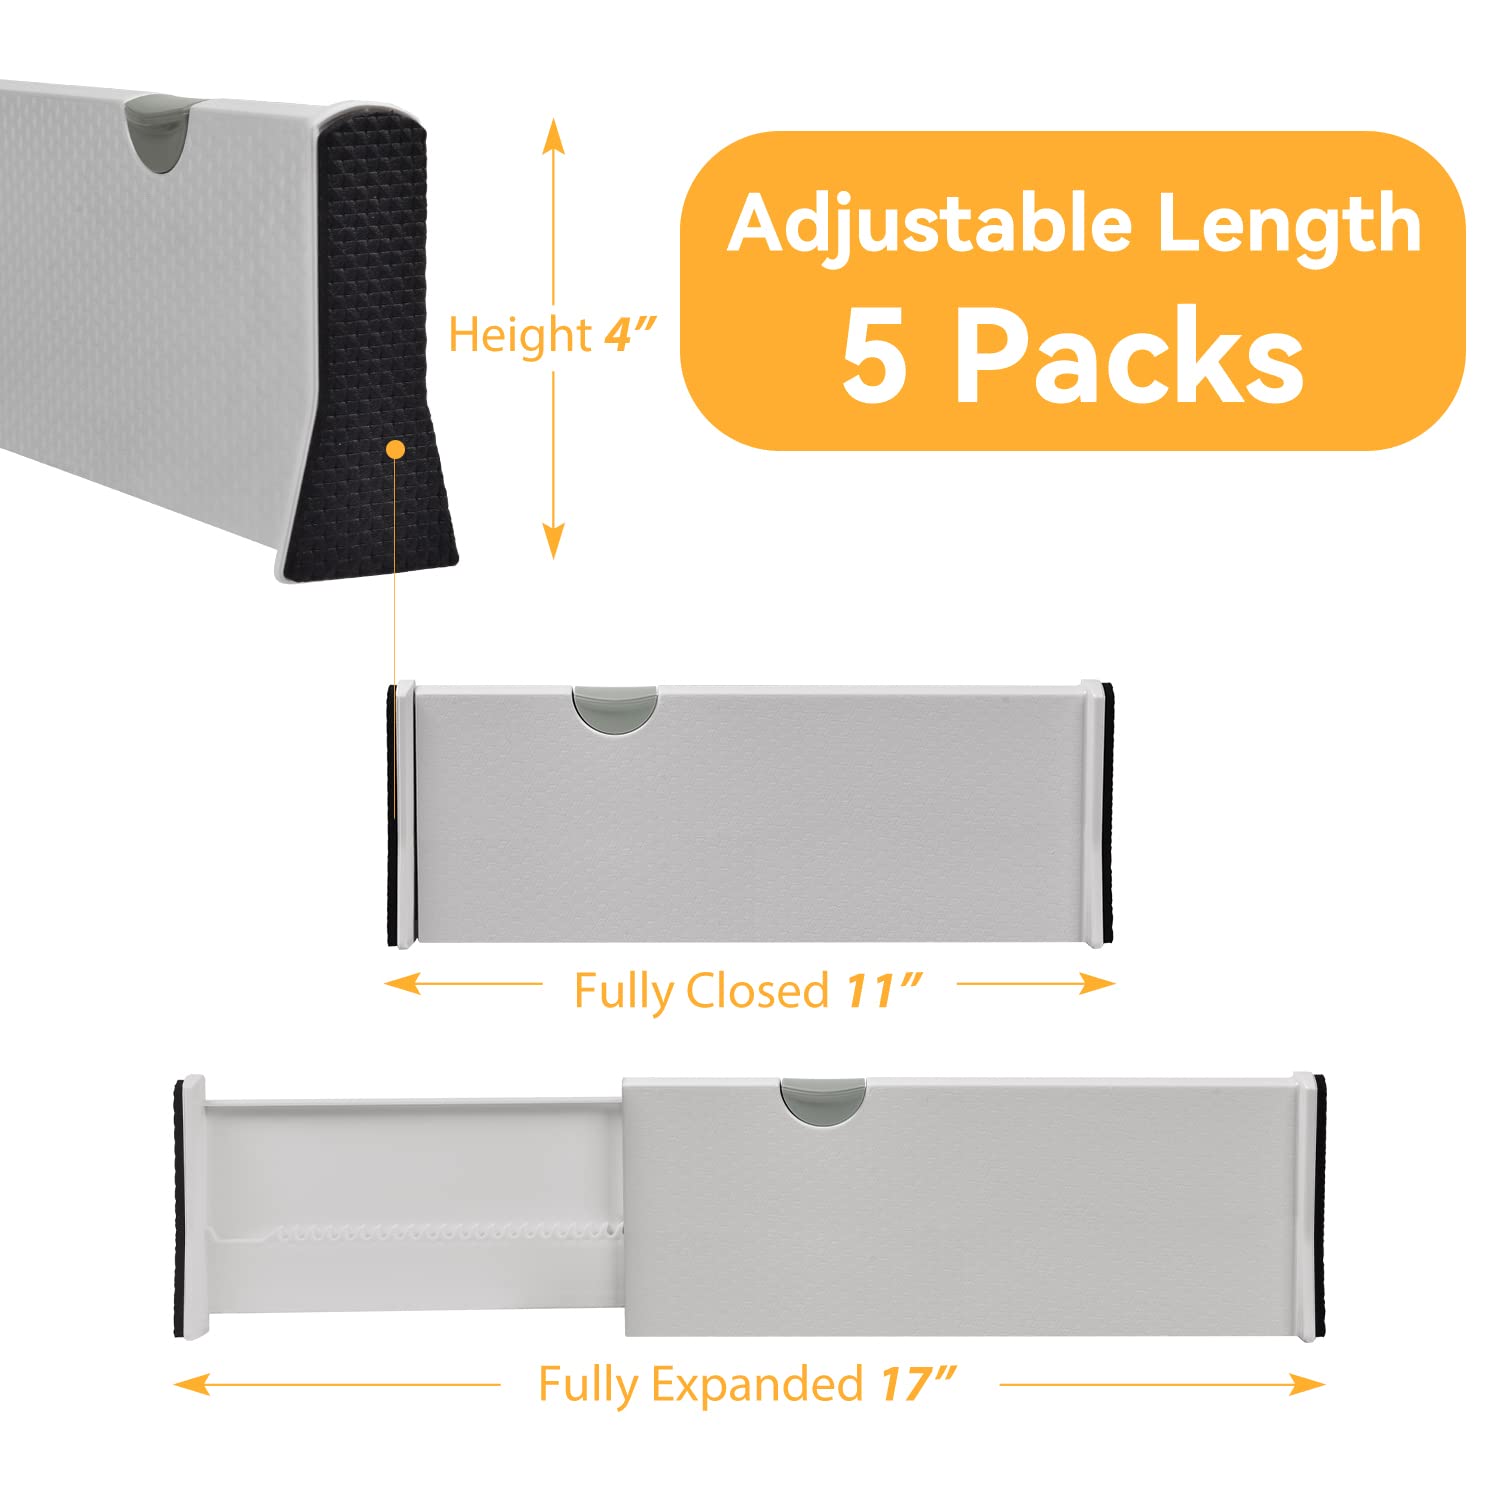 Adjustable Length
5 Packs
Height 4"
Fully Closed 11"
Fully Expanded 17"